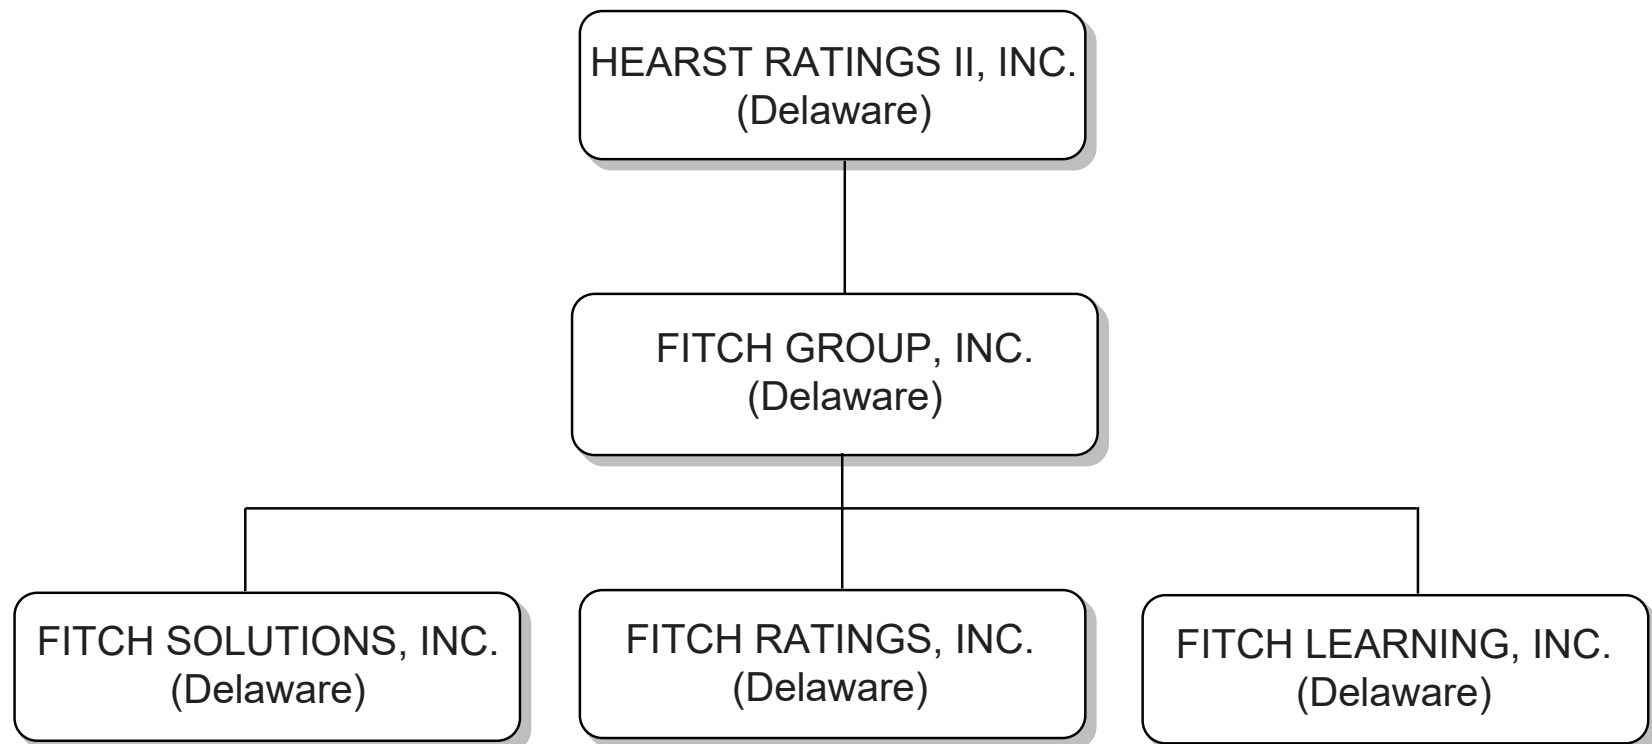 HEARST RATINGS II, INC.
(Delaware)
FITCH GROUP, INC.
(Delaware)
FITCH SOLUTIONS, INC.
(Delaware)
FITCH RATINGS, INC.
(Delaware)
FITCH LEARNING, INC.
(Delaware)